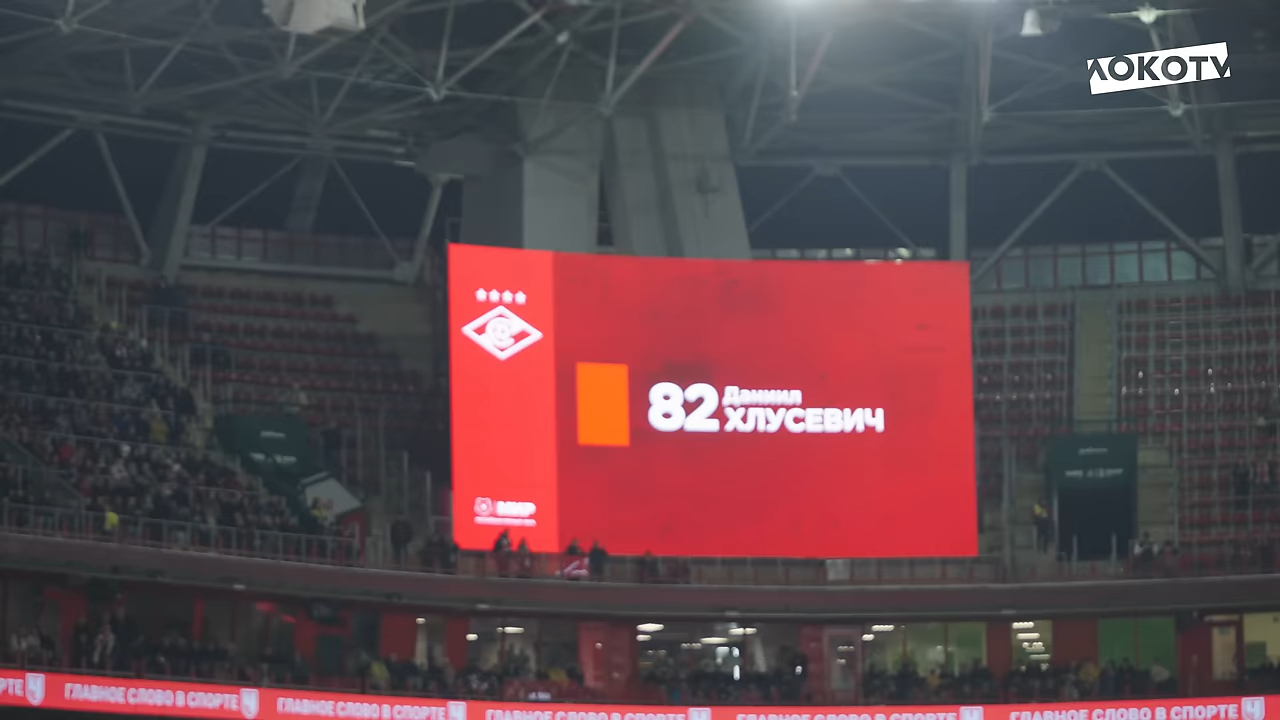 ЛОКОТV
82 Даниил
ХЛУСЕВИЧ
МИР
ГЛАВНОЕ СЛОВО В СПОРТЕ Ч ГЛАВНОЕ СЛОВО В СПОРТЕ Ч ГЛАВНОЕ СЛОВО В СПОРТЕ Ч ГЛАВНОЕ СЛОВО В СПОРТЕ Ч ГЛАВНОЕ СЛОВО В СПОРТЕ Ч